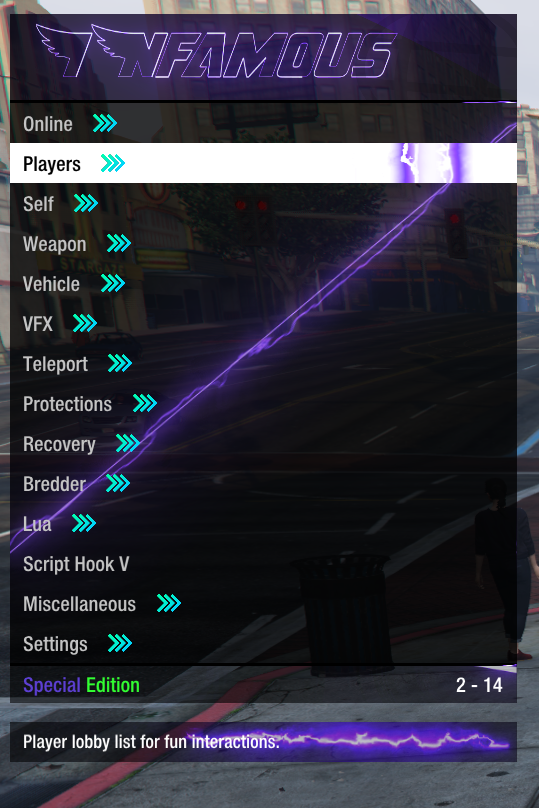 INFAMOUS
Online
Players
Self
Weapon
Vehicle
VFX
Teleport
Protections
Recovery
Bredder
Lua
Script Hook V
Miscellaneous
Settings
Special Edition 2 - 14
Player lobby list for fun interactions.